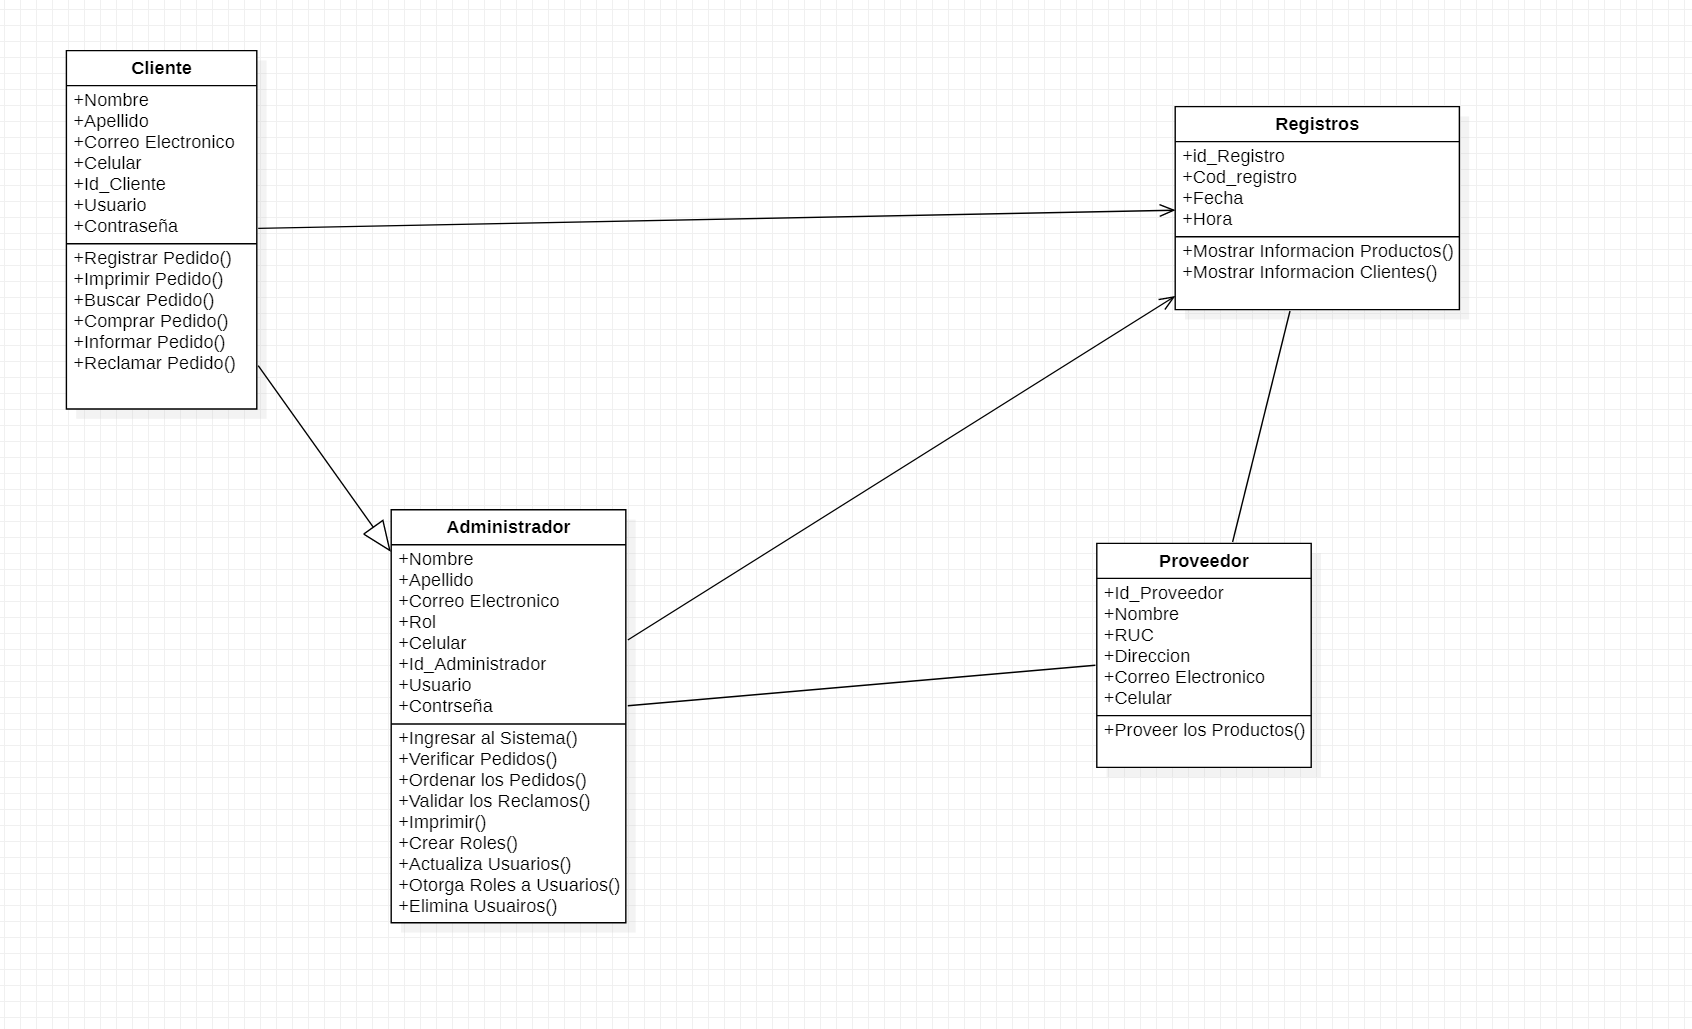 Cliente
+Nombre
+Apellido
+Correo Electronico
+Celular
+Id_Cliente
+Usuario
+Contraseña
+Registrar Pedido()
+Imprimir Pedido()
+Buscar Pedido()
+Comprar Pedido()
+Informar Pedido()
+Reclamar Pedido()
Registros
+id_Registro
+Cod_registro
+Fecha
+Hora
+Mostrar Informacion Productos()
+Mostrar Informacion Clientes()
Administrador
+Nombre
+Apellido
+Correo Electronico
+Rol
+Celular
+Id_Administrador
+Usuario
+Contrseña
+Ingresar al Sistema()
+Verificar Pedidos()
+Ordenar los Pedidos()
+Validar los Reclamos()
+Imprimir()
+Crear Roles()
+Actualiza Usuarios()
+Otorga Roles a Usuarios()
+Elimina Usuairos()
Proveedor
+Id_Proveedor
+Nombre
+RUC
+Direccion
+Correo Electronico
+Celular
+Proveer los Productos()